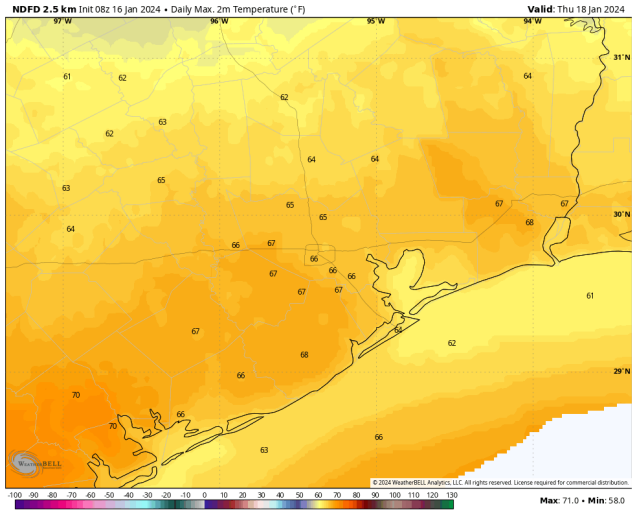 NDFD 2.5 km Init 08z 16 Jan 2024 • Daily Max. 2m Temperature (°F) Valid: Thu 18 Jan 2024
97°W 96°W 95°W 94°W
31°N
61 62 64
62
63
62
64 64
65
63
67 67
65
30°N
65
68
64
67
66
66
66
67 66
67 67
61
67 64
62
68
29°N
66
70
66
70
66
63
WEATHERBELL
© 2024 WeatherBELL Analytics, LLC. All rights reserved. License required for commercial distribution.
-100 -90 -80 -70 -60 -50 -40 -30 -20 -10 0 10 20 30 40 50 60 70 80 90 100 110 120 130
Max: 71.0 • Min: 58.0